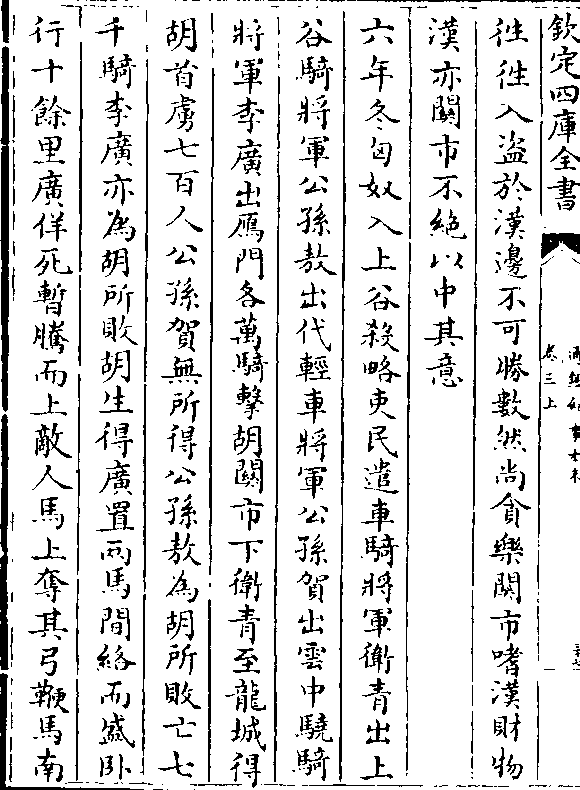 欽定四庫全書
卷三上
往往入盗於漢邊不可勝數然尚貪樂關市嗜漢財物
漢亦關市不絶以中其意
六年冬匈奴入上谷殺略吏民遣車騎將軍衛青出上
谷騎將軍公孫敖出代輕車將軍公孫賀出雲中驍騎
將軍李廣出鴈門各萬騎擊胡關市下衛青至龍城得
胡首虜七百人公孫賀無所得公孫敖為胡所敗亡七
千騎李廣亦為胡所敗胡生得廣置兩馬間絡而盛卧
行十餘里廣佯死暫騰而上敵人馬上奪其弓鞭馬南